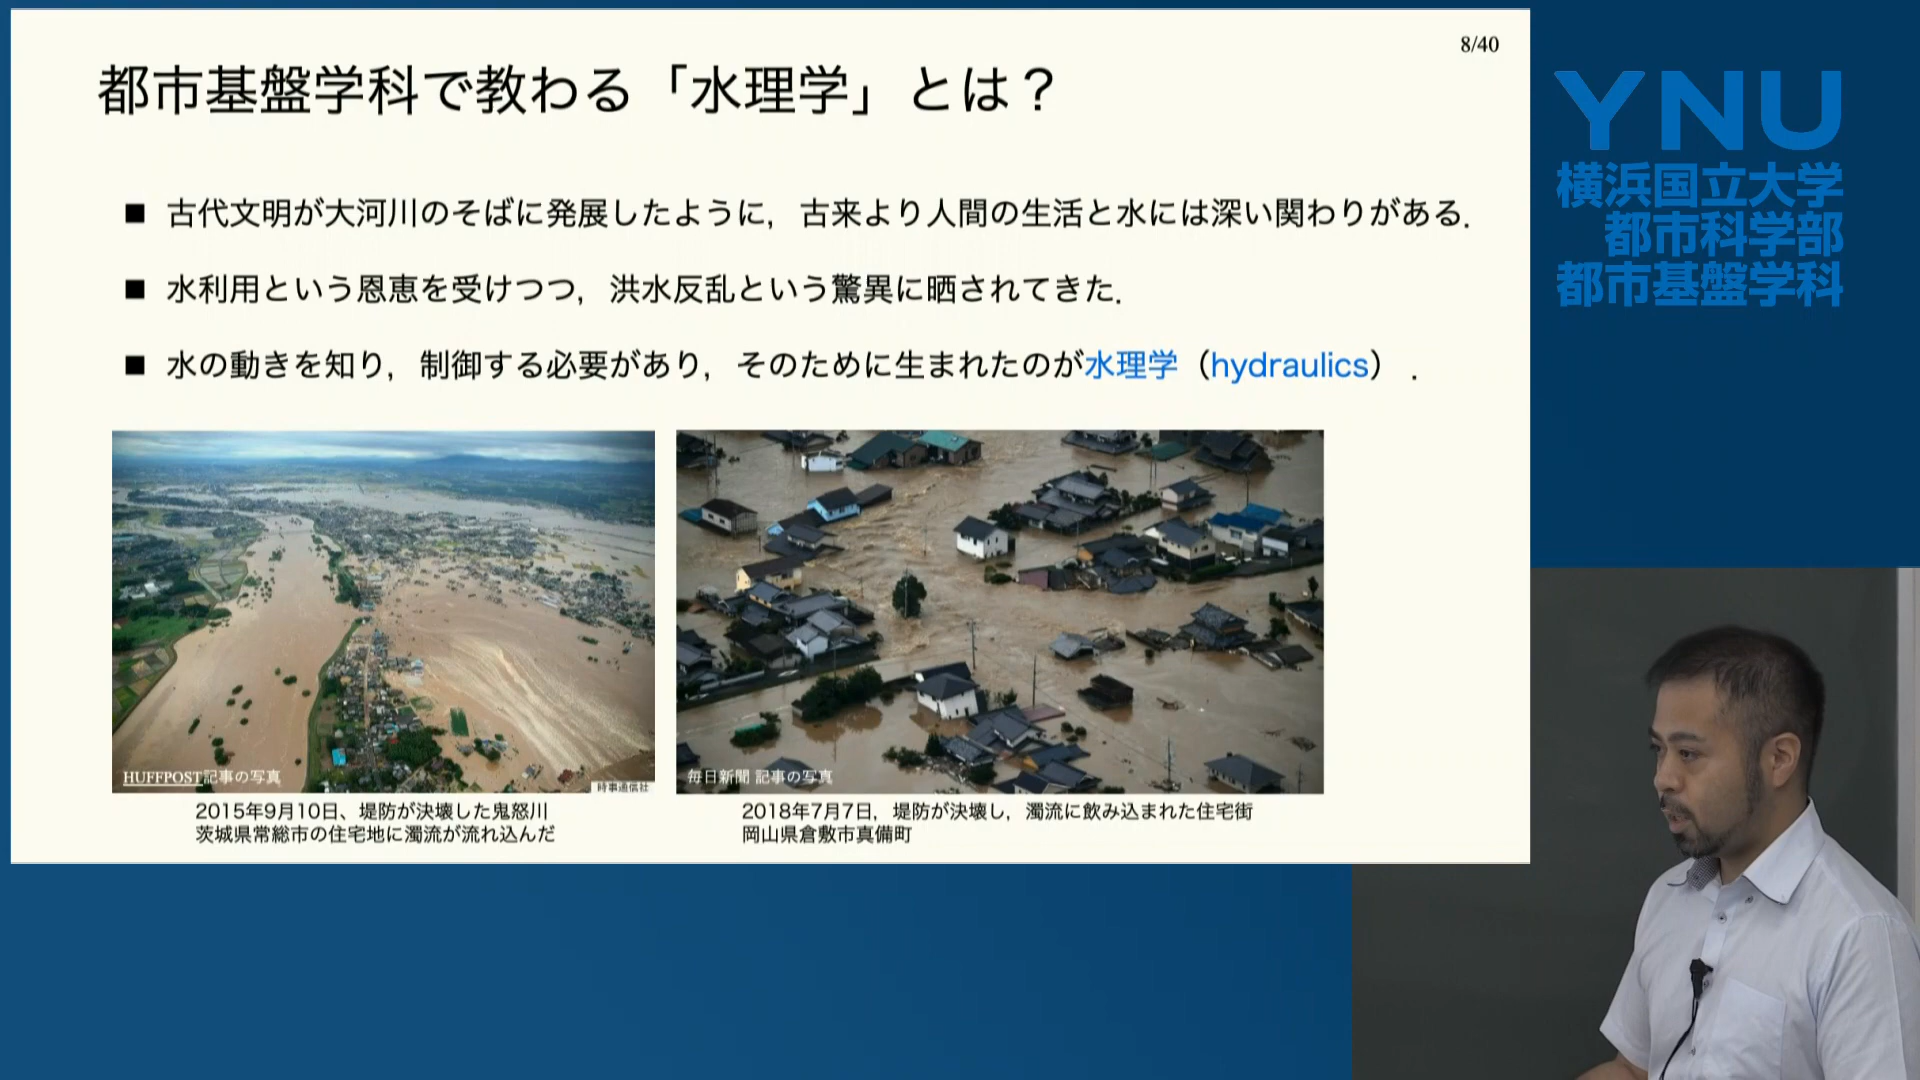 8/40
都市基盤学科で教わる「水理学」とは？
■ 古代文明が大河川のそばに発展したように，古来より人間の生活と水には深い関わりがある．
■ 水利用という恩恵を受けつつ，洪水反乱という驚異に晒されてきた．
■ 水の動きを知り，制御する必要があり，そのために生まれたのが水理学（hydraulics）．
HUFFPOST記事の写真
時事通信社
毎日新聞 記事の写真
2015年9月10日、堤防が決壊した鬼怒川
茨城県常総市の住宅地に濁流が流れ込んだ
2018年7月7日，堤防が決壊し，濁流に飲み込まれた住宅街
岡山県倉敷市真備町
YNU
横浜国立大学
都市科学部
都市基盤学科